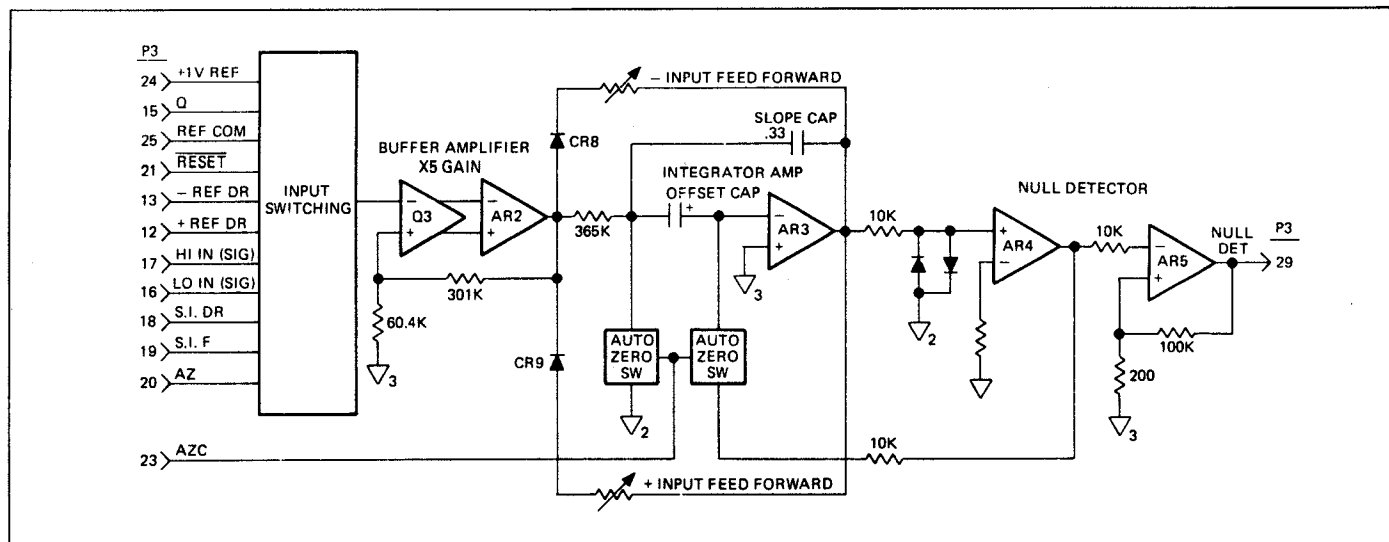 P3
24 +1V REF
15 Q
25 REF COM
21 RESET
13 - REF DR
12 + REF DR
17 HI IN (SIG)
16 LO IN (SIG)
18 S.I. DR
19 S.I. F
20 AZ
23 AZC
INPUT
SWITCHING
BUFFER AMPLIFIER
X5 GAIN
Q3
-
+
AR2
-
+
301K
60.4K
3
CR8
CR9
- INPUT FEED FORWARD
SLOPE CAP
.33
365K
INTEGRATOR AMP
OFFSET CAP
+
AR3
-
+
3
AUTO
ZERO
SW
AUTO
ZERO
SW
2
+ INPUT FEED FORWARD
10K
10K
2
NULL DETECTOR
AR4
+
-
10K
AR5
-
+
100K
200
3
NULL
DET
P3
29